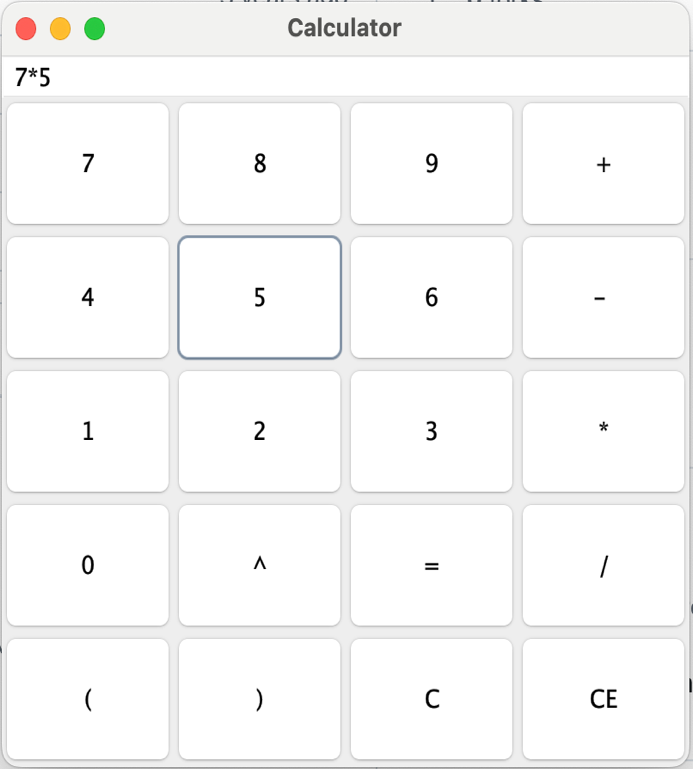 Calculator
7*5
7 8 9 +
4 5 6 -
1 2 3 *
0 ^ = /
( ) C CE